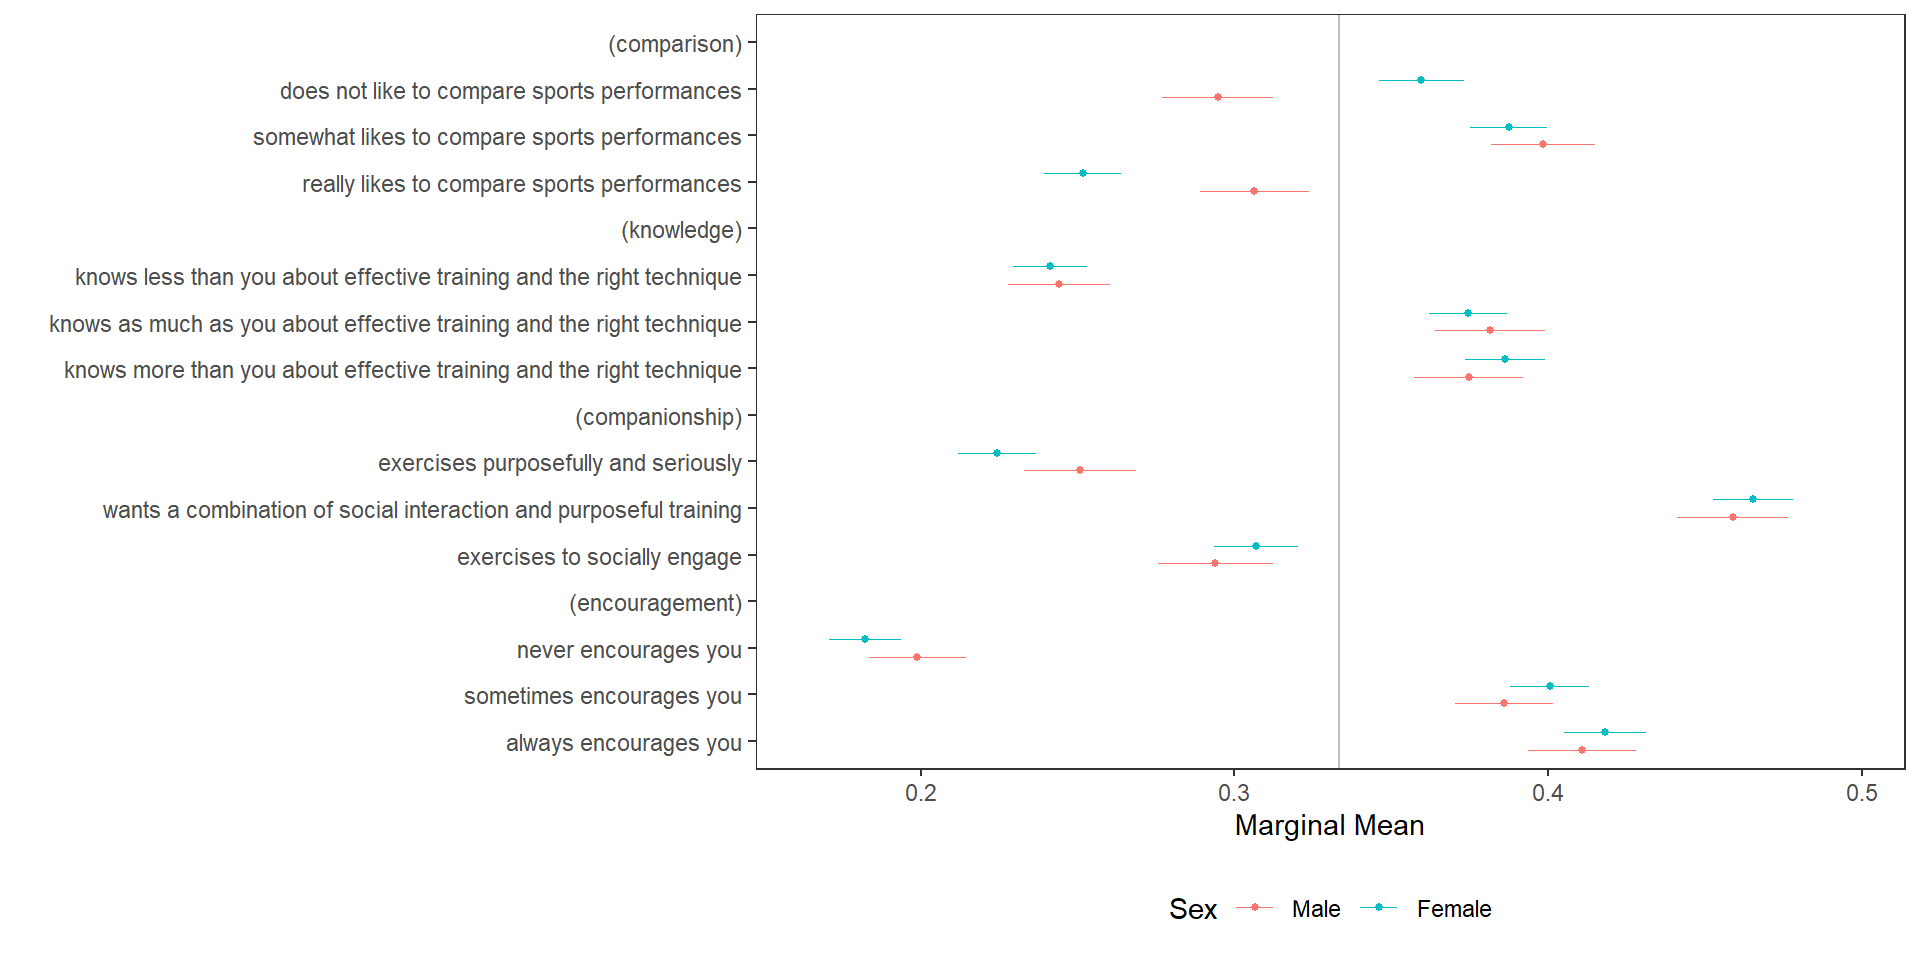 (comparison)
does not like to compare sports performances
somewhat likes to compare sports performances
really likes to compare sports performances
(knowledge)
knows less than you about effective training and the right technique
knows as much as you about effective training and the right technique
knows more than you about effective training and the right technique
(companionship)
exercises purposefully and seriously
wants a combination of social interaction and purposeful training
exercises to socially engage
(encouragement)
never encourages you
sometimes encourages you
always encourages you
0.2 0.3 0.4 0.5
Marginal Mean
Sex Male Female